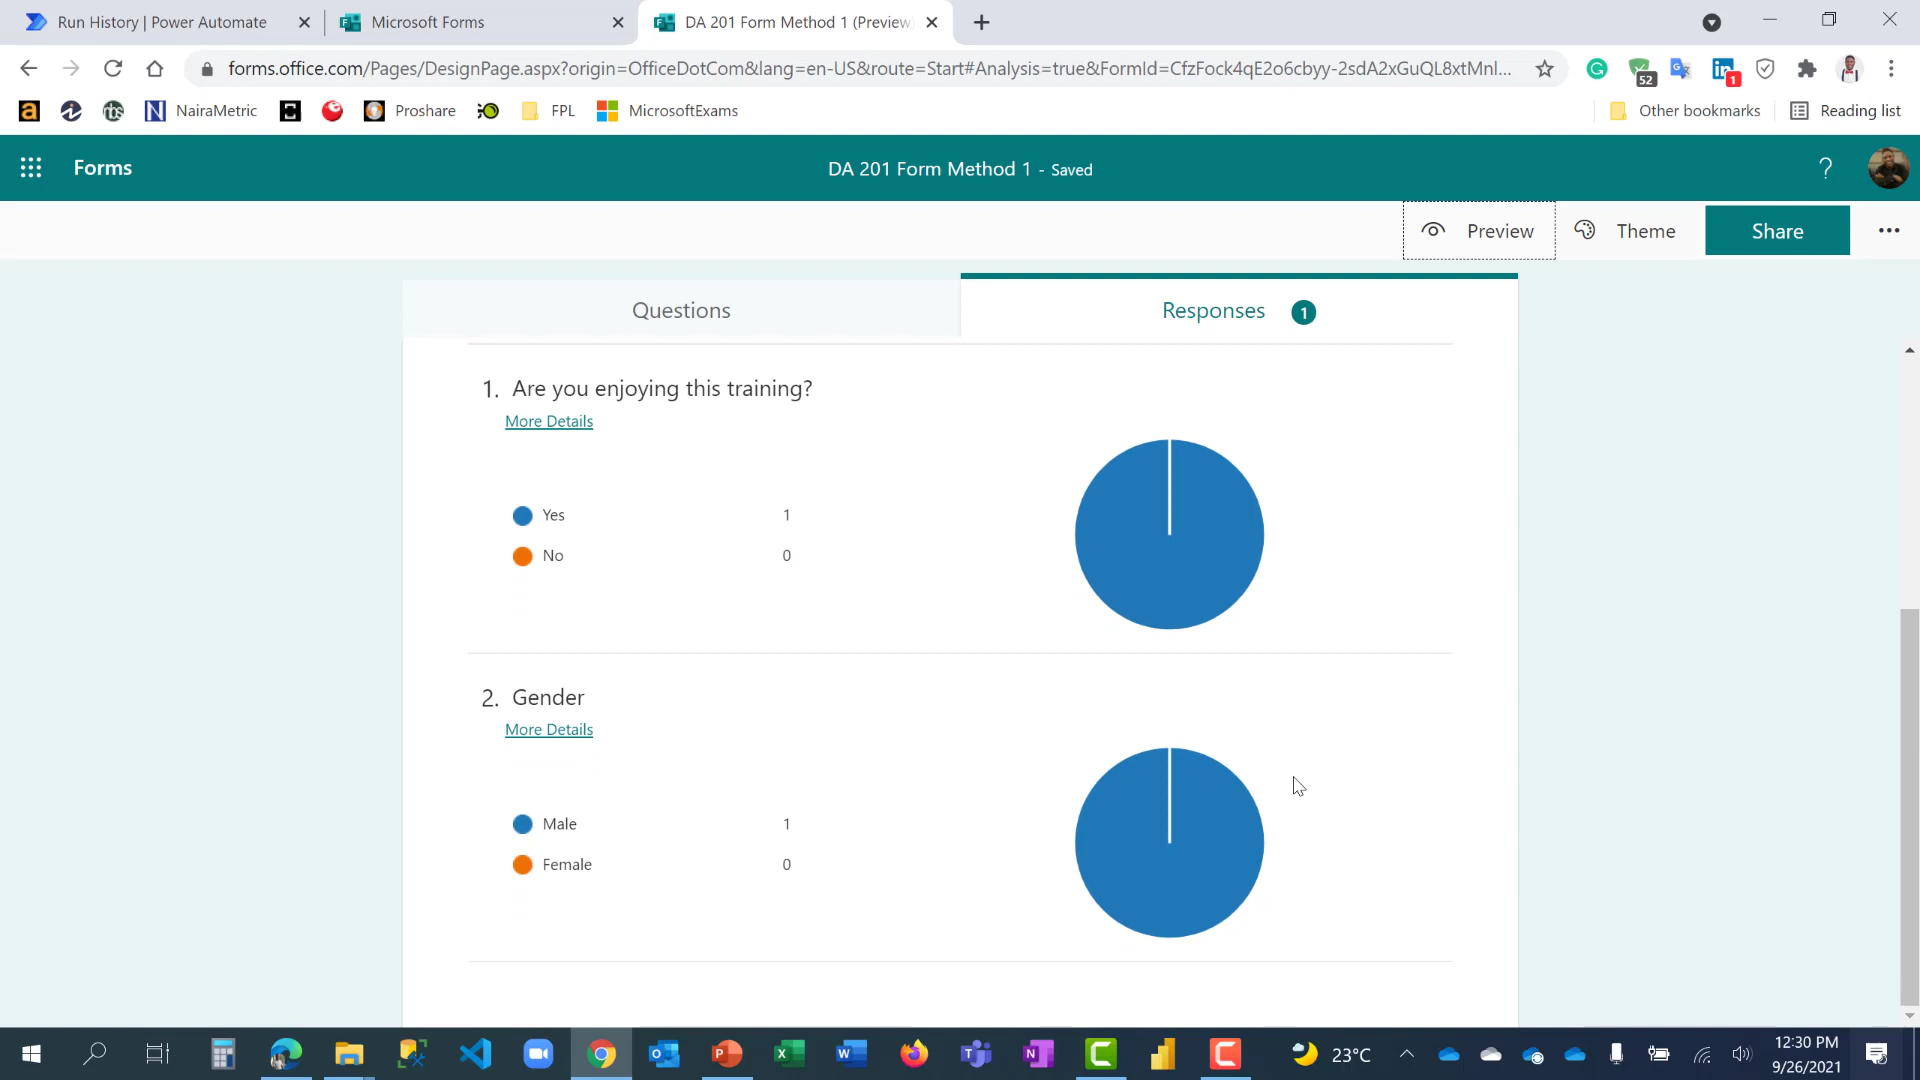 Run History | Power Automate
Microsoft Forms
DA 201 Form Method 1 (Preview)
forms.office.com/Pages/DesignPage.aspx?origin=OfficeDotCom&lang=en-US&route=Start#Analysis=true&FormId=CfzFock4qE2o6cbyy-2sdA2xGuQL8xtMnl...
52
1
nbs
NairaMetric
Proshare
FPL
MicrosoftExams
Other bookmarks
Reading list
Forms
DA 201 Form Method 1 - Saved
?
Preview
Theme
Share
Questions
Responses 1
1. Are you enjoying this training?
More Details
Yes 1
No 0
2. Gender
More Details
Male 1
Female 0
23°C
12:30 PM
9/26/2021